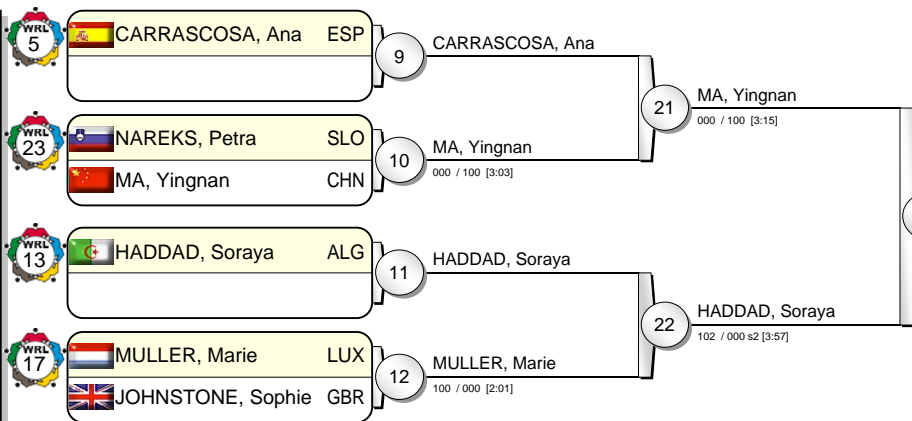 WRL
5
CARRASCOSA, Ana ESP
9
CARRASCOSA, Ana
21
MA, Yingnan
000 / 100 [3:15]
WRL
23
NAREKS, Petra SLO
MA, Yingnan CHN
10
MA, Yingnan
000 / 100 [3:03]
WRL
13
HADDAD, Soraya ALG
11
HADDAD, Soraya
22
HADDAD, Soraya
102 / 000 s2 [3:57]
WRL
17
MULLER, Marie LUX
JOHNSTONE, Sophie GBR
12
MULLER, Marie
100 / 000 [2:01]